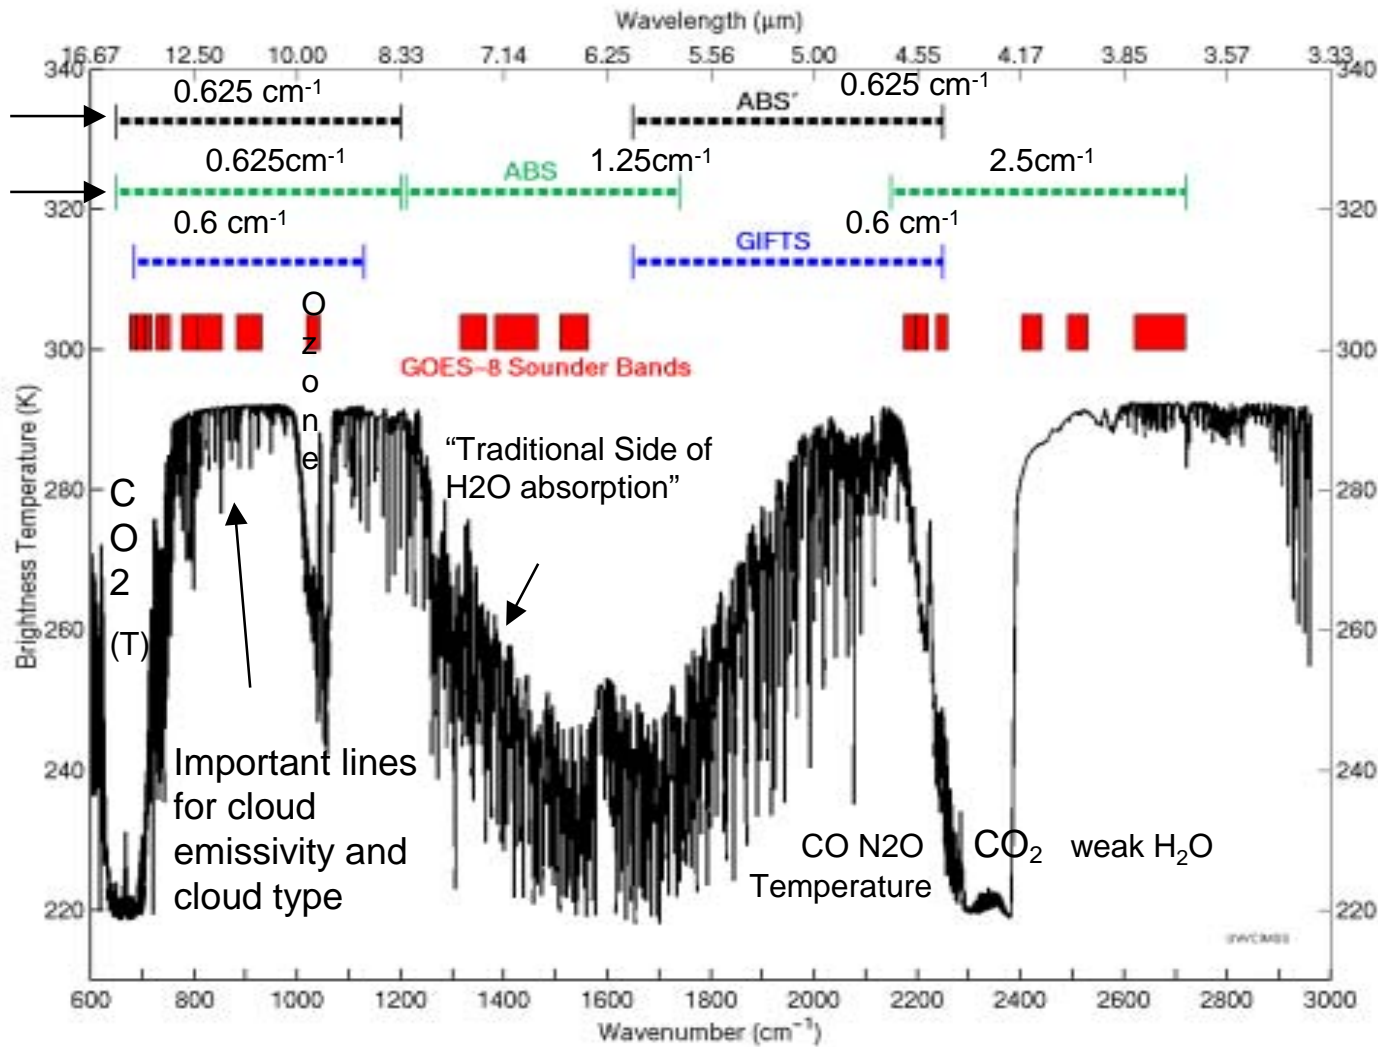 Wavelength (μm)
16.67 12.50 10.00 8.33 7.14 6.25 5.56 5.00 4.55 4.17 3.85 3.57 3.33
340 0.625 cm⁻¹ ABS′ 0.625 cm⁻¹ 340
0.625cm⁻¹ ABS 1.25cm⁻¹ 2.5cm⁻¹
320 0.6 cm⁻¹ GIFTS 0.6 cm⁻¹ 320
Ozone
300 300
GOES–8 Sounder Bands
Brightness Temperature (K)
"Traditional Side of
H2O absorption"
280 280
CO2
(T)
260 260
Important lines
for cloud
emissivity and
cloud type
240 240
CO N2O CO₂ weak H₂O
Temperature
220 220
UW/CIMSS
600 800 1000 1200 1400 1600 1800 2000 2200 2400 2600 2800 3000
Wavenumber (cm⁻¹)